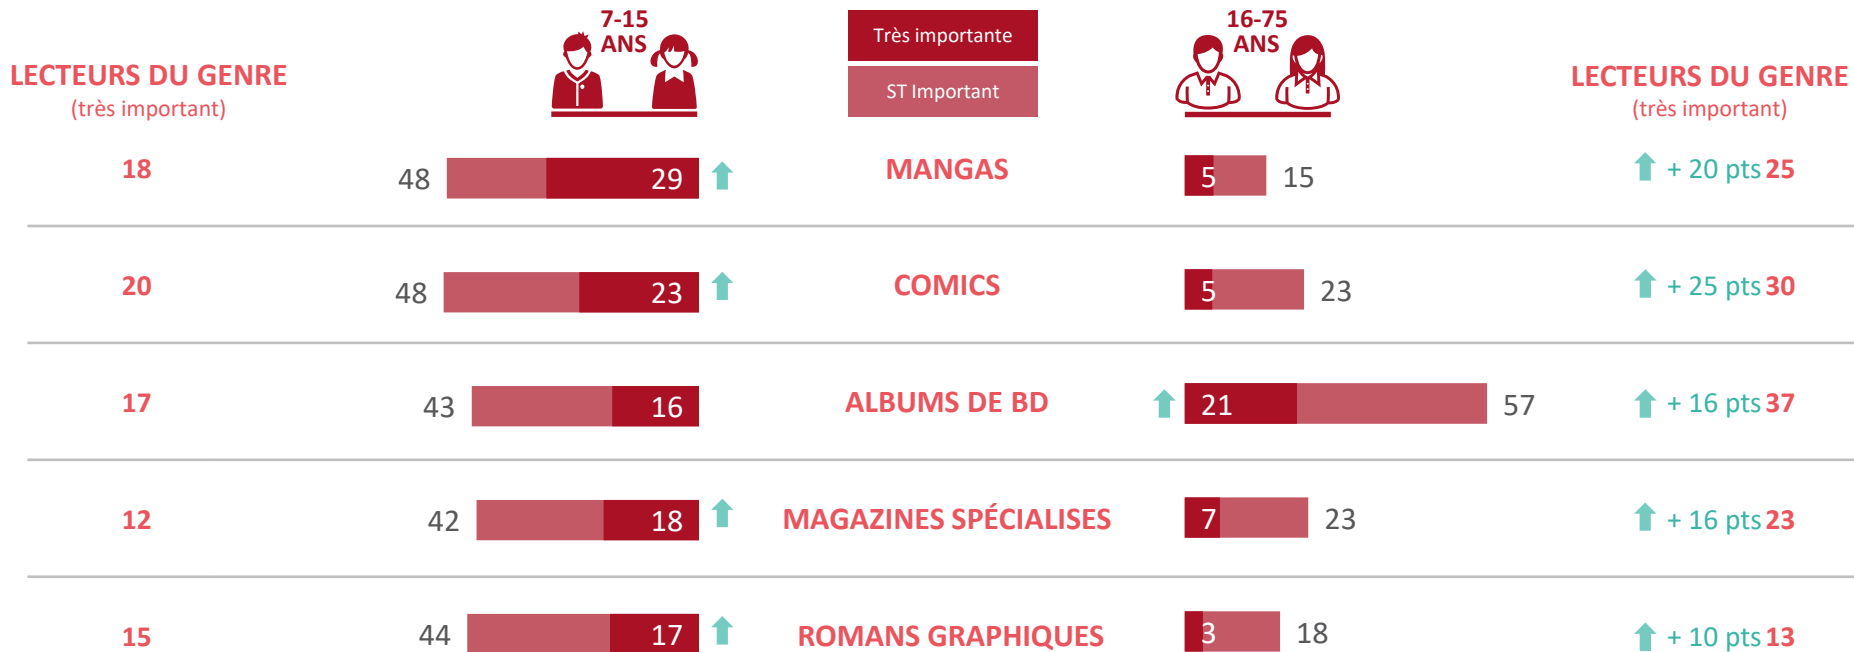 7-15
ANS
Très importante
ST Important
16-75
ANS
LECTEURS DU GENRE
(très important)
LECTEURS DU GENRE
(très important)
18
48
29
MANGAS
5
15
+ 20 pts 25
20
48
23
COMICS
5
23
+ 25 pts 30
17
43
16
ALBUMS DE BD
21
57
+ 16 pts 37
12
42
18
MAGAZINES SPÉCIALISES
7
23
+ 16 pts 23
15
44
17
ROMANS GRAPHIQUES
3
18
+ 10 pts 13